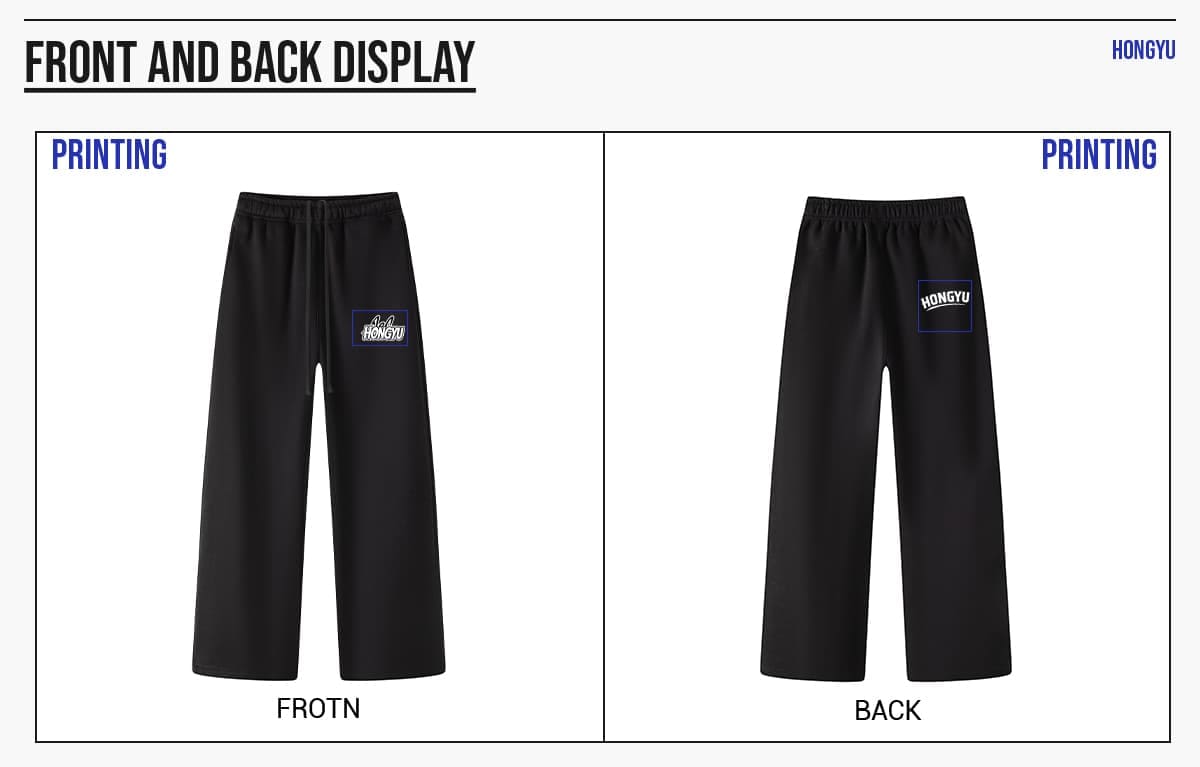 FRONT AND BACK DISPLAY
HONGYU
PRINTING
PRINTING
HONGYU
HONGYU
FROTN
BACK